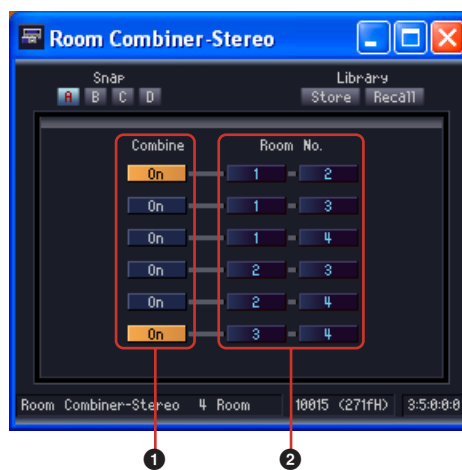 Room Combiner-Stereo
Snap Library
A B C D Store Recall
Combine Room No.
On 1 2
On 1 3
On 1 4
On 2 3
On 2 4
On 3 4
Room Combiner-Stereo 4 Room 10015 (271fH) 3:5:0:0:0
1 2